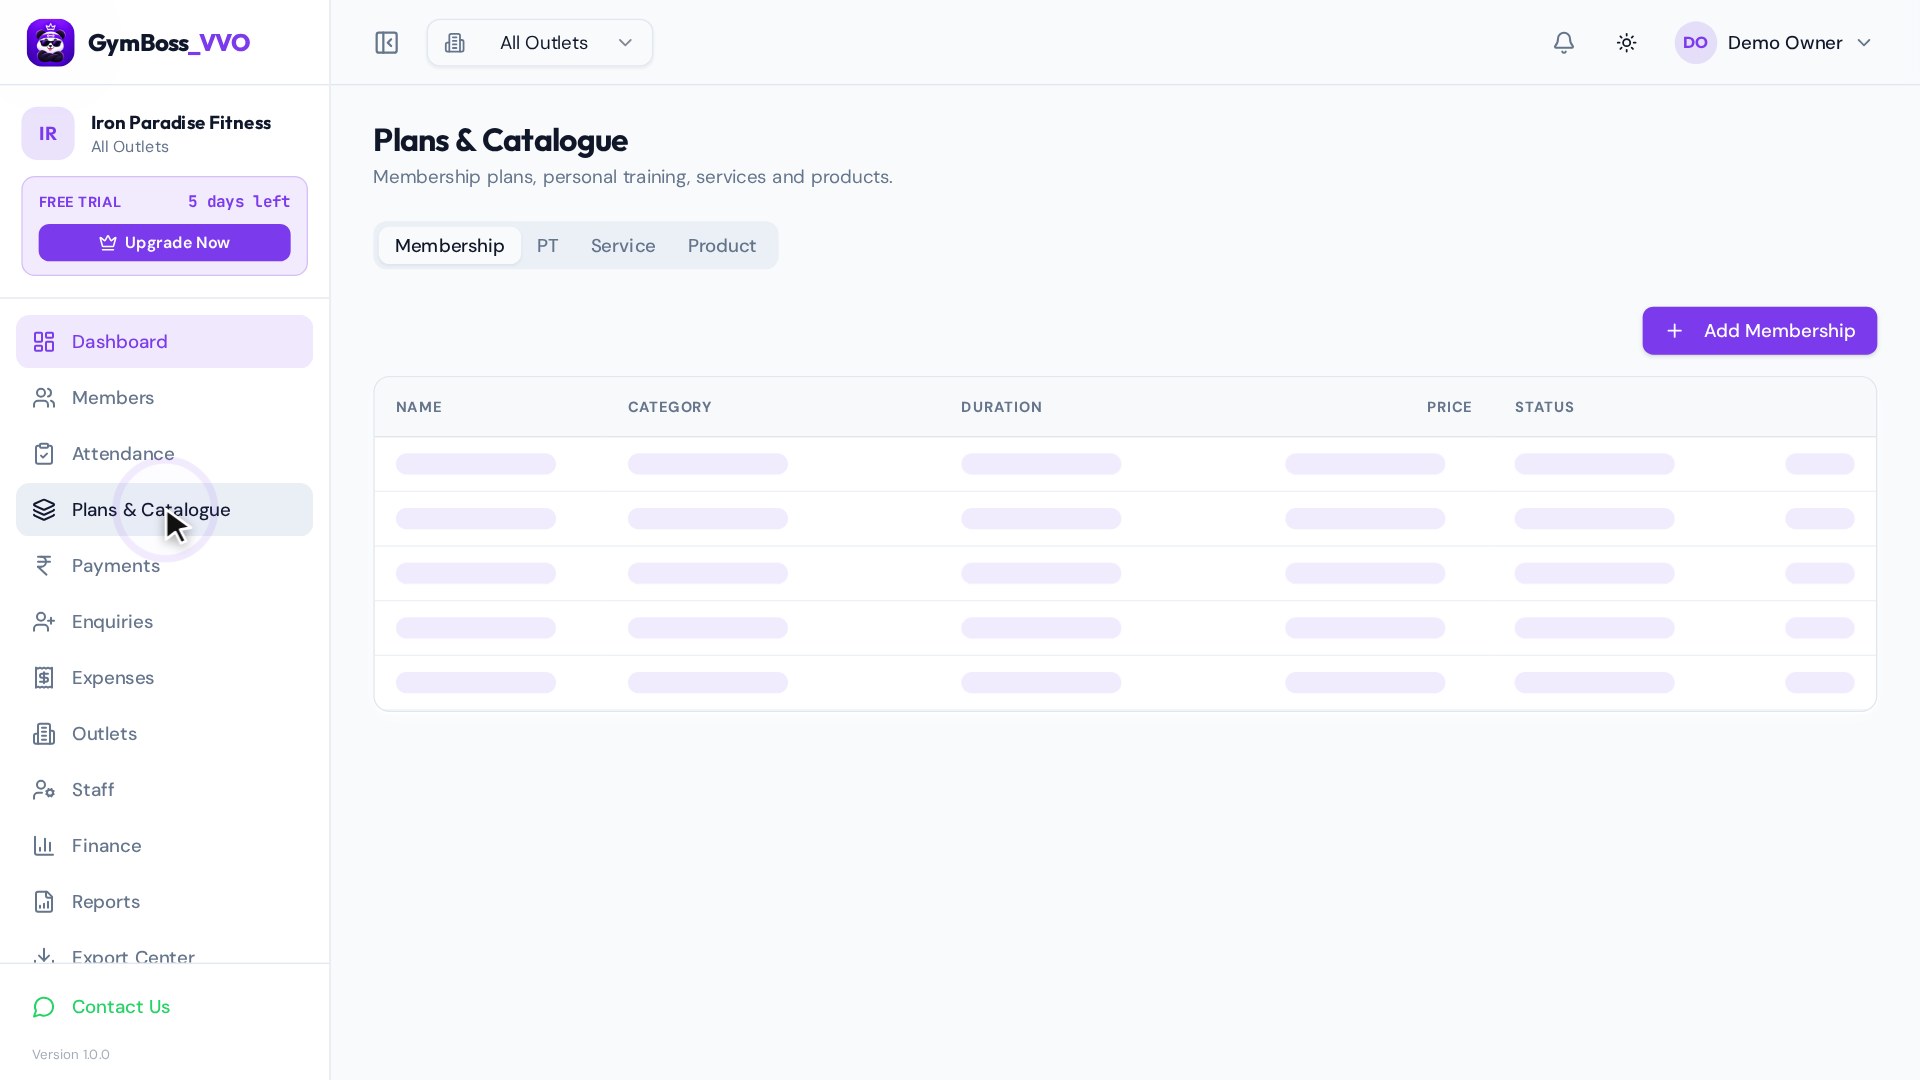 GymBoss_VVO
All Outlets
DO
Demo Owner
IR
Iron Paradise Fitness
All Outlets
FREE TRIAL
5 days left
Upgrade Now
Dashboard
Members
Attendance
Plans & Catalogue
Payments
Enquiries
Expenses
Outlets
Staff
Finance
Reports
Export Center
Contact Us
Version 1.0.0
Plans & Catalogue
Membership plans, personal training, services and products.
Membership
PT
Service
Product
Add Membership
NAME
CATEGORY
DURATION
PRICE
STATUS